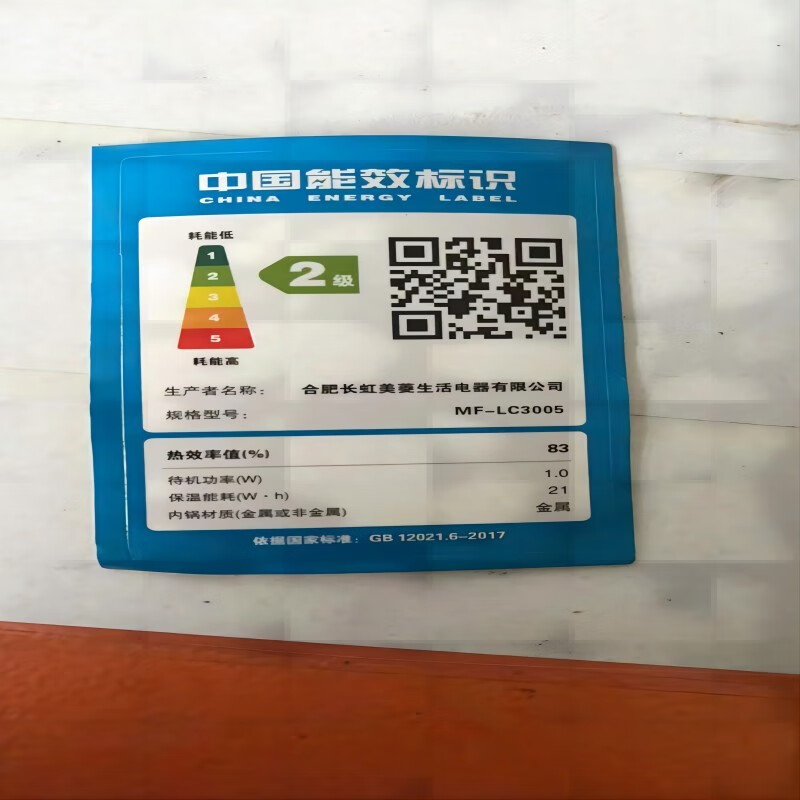 中国能效标识
CHINA ENERGY LABEL
耗能低
1
2
3
4
5
耗能高
2级
生产者名称: 合肥长虹美菱生活电器有限公司
规格型号: MF-LC3005
热效率值(%) 83
待机功率(W) 1.0
保温能耗(W·h) 21
内锅材质(金属或非金属) 金属
依据国家标准: GB 12021.6-2017